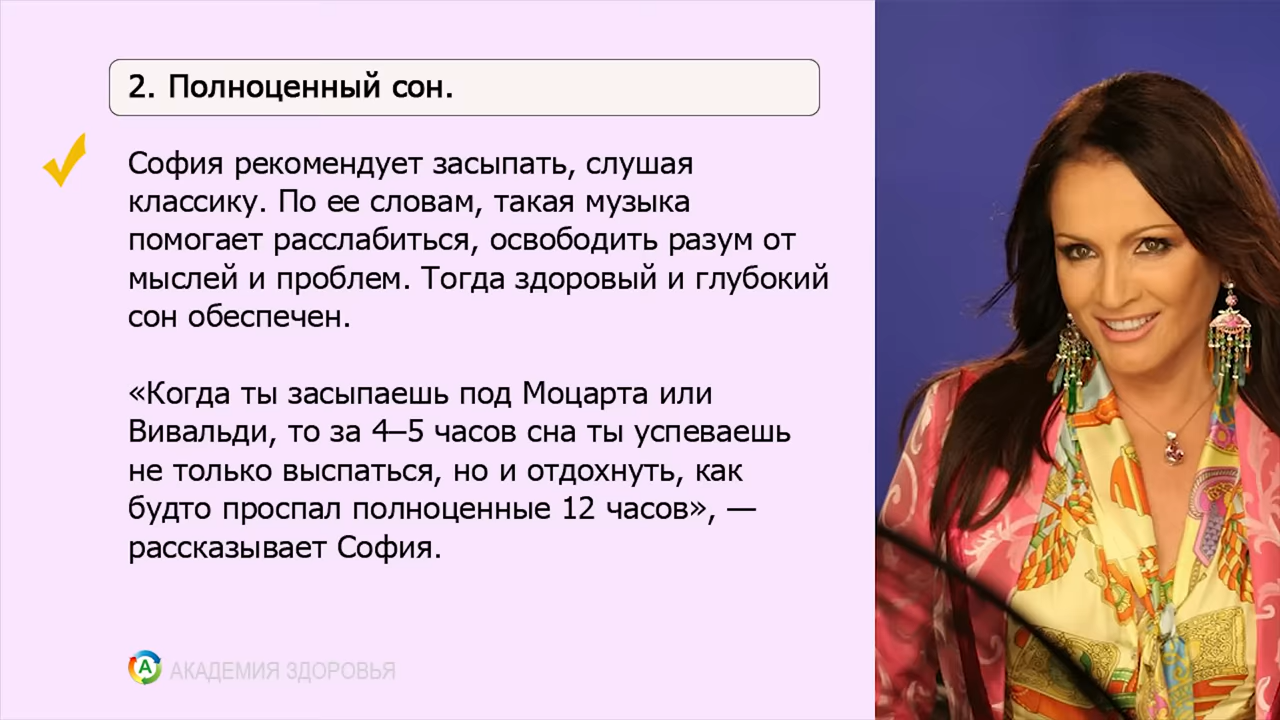 2. Полноценный сон.
София рекомендует засыпать, слушая
классику. По ее словам, такая музыка
помогает расслабиться, освободить разум от
мыслей и проблем. Тогда здоровый и глубокий
сон обеспечен.
«Когда ты засыпаешь под Моцарта или
Вивальди, то за 4–5 часов сна ты успеваешь
не только выспаться, но и отдохнуть, как
будто проспал полноценные 12 часов», —
рассказывает София.
А АКАДЕМИЯ ЗДОРОВЬЯ